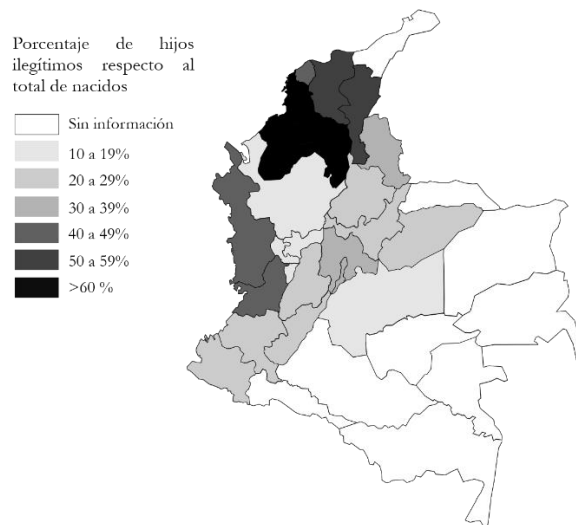 Porcentaje de hijos
ilegítimos respecto al
total de nacidos
Sin información
10 a 19%
20 a 29%
30 a 39%
40 a 49%
50 a 59%
>60 %